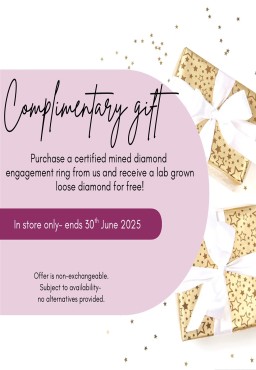 Complimentary gift
Purchase a certified mined diamond
engagement ring from us and receive a lab grown
loose diamond for free!
In store only- ends 30th June 2025
Offer is non-exchangeable.
Subject to availability-
no alternatives provided.